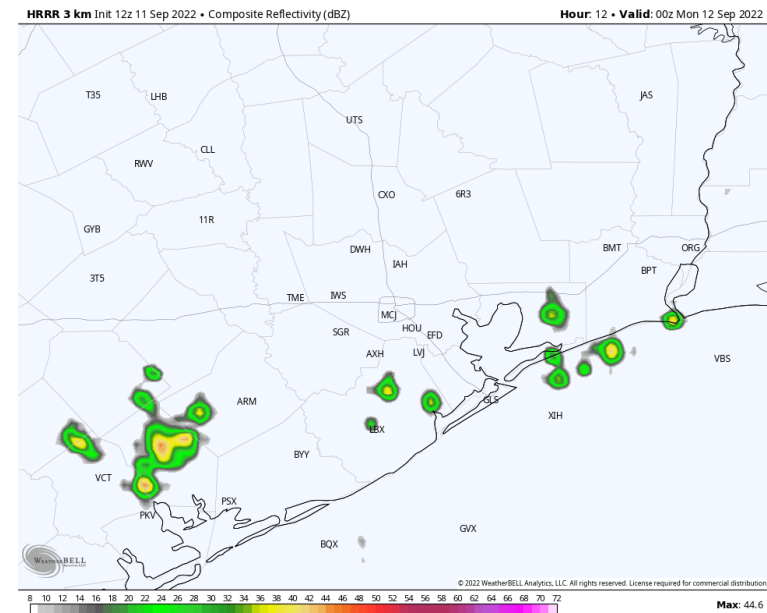 HRRR 3 km Init 12z 11 Sep 2022 • Composite Reflectivity (dBZ) Hour: 12 • Valid: 00z Mon 12 Sep 2022
T35 LHB JAS
UTS
CLL
RWV
CXO 6R3
11R
GYB
DWH BMT ORG
IAH BPT
3T5
TME IWS
MCJ
SGR HOU EFD
AXH LVJ VBS
ARM GLS
XIH
LBX
BYY
VCT
PSX
PKV
GVX
BQX
WEATHERBELL
© 2022 WeatherBELL Analytics, LLC. All rights reserved. License required for commercial distribution
8 10 12 14 16 18 20 22 24 26 28 30 32 34 36 38 40 42 44 46 48 50 52 54 56 58 60 62 64 66 68 70 72
Max: 44.6